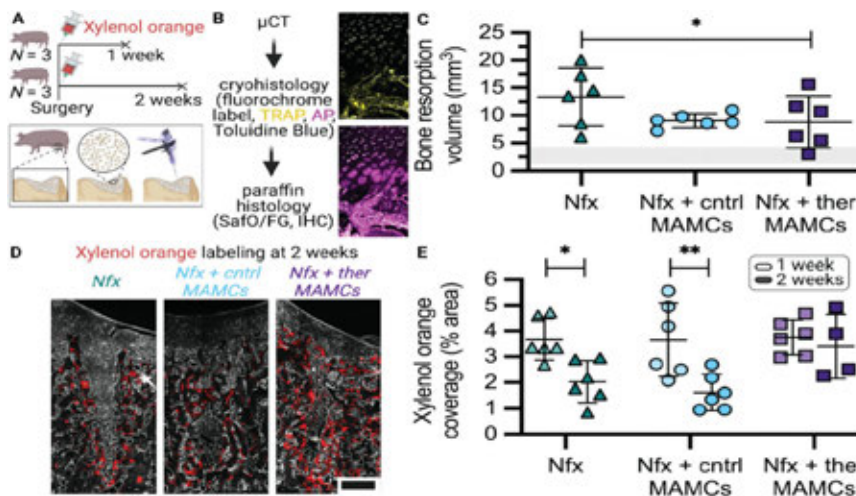 A
Xylenol orange
N = 3
1 week
N = 3
Surgery
2 weeks
B
µCT
cryohistology
(fluorochrome
label, TRAP, AP,
Toluidine Blue)
paraffin
histology
(SafO/FG, IHC)
C
Bone resorption
volume (mm³)
25
20
15
10
5
0
*
Nfx
Nfx + cntrl
MAMCs
Nfx + ther
MAMCs
D
Xylenol orange labeling at 2 weeks
Nfx
Nfx + cntrl
MAMCs
Nfx + ther
MAMCs
E
Xylenol orange
coverage (% area)
6
5
4
3
2
1
0
*
**
1 week
2 weeks
Nfx
Nfx + cntrl
MAMCs
Nfx + ther
MAMCs